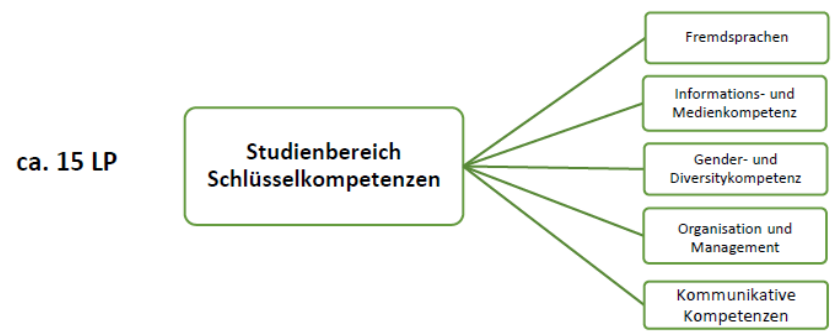 ca. 15 LP
Studienbereich
Schlüsselkompetenzen
Fremdsprachen
Informations- und
Medienkompetenz
Gender- und
Diversitykompetenz
Organisation und
Management
Kommunikative
Kompetenzen